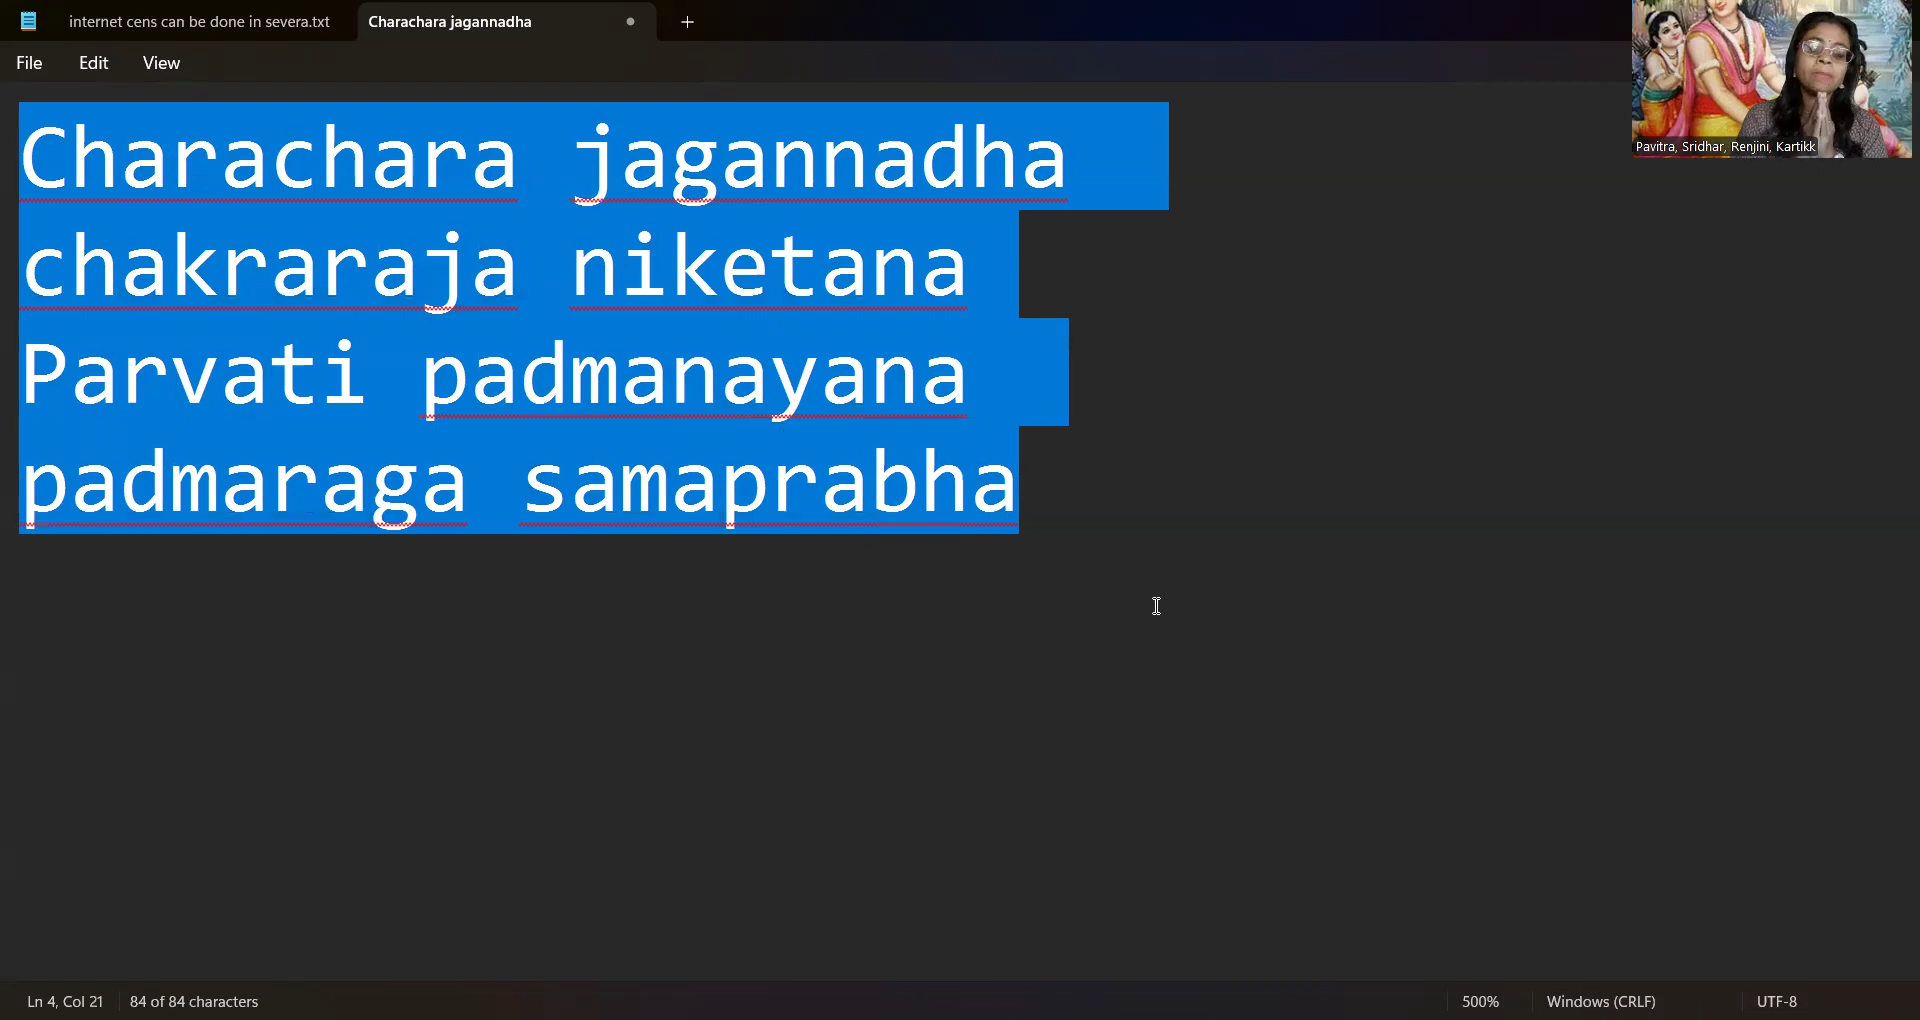 internet cens can be done in severa.txt
Charachara jagannadha
File Edit View
Charachara jagannadha
chakraraja niketana
Parvati padmanayana
padmaraga samaprabha
Pavitra, Sridhar, Renjini, Kartikk
Ln 4, Col 21 84 of 84 characters 500% Windows (CRLF) UTF-8